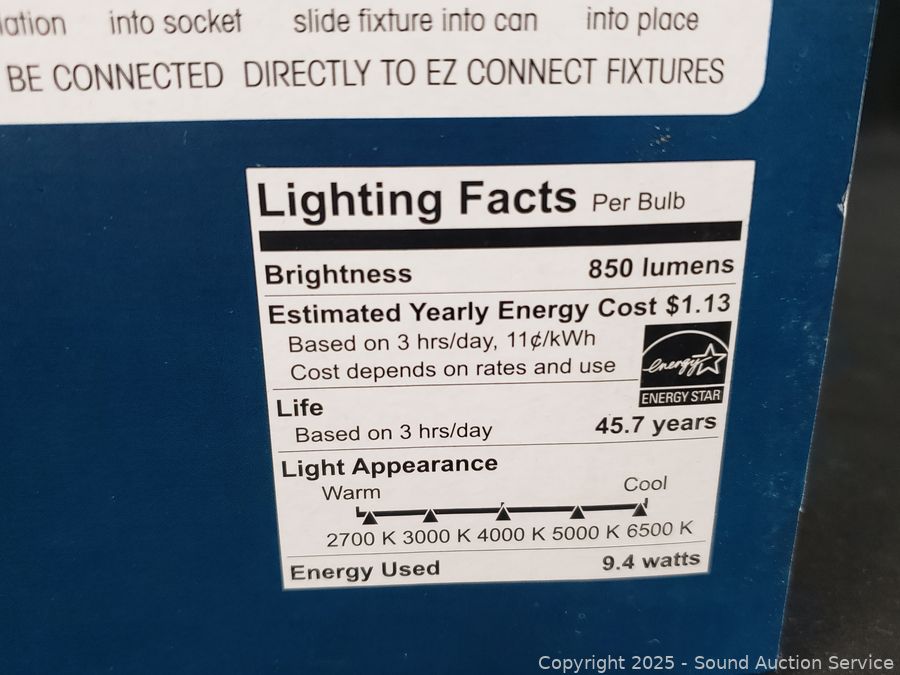 into socket slide fixture into can into place
BE CONNECTED DIRECTLY TO EZ CONNECT FIXTURES
Lighting Facts Per Bulb
Brightness 850 lumens
Estimated Yearly Energy Cost $1.13
Based on 3 hrs/day, 11¢/kWh
Cost depends on rates and use
energy
ENERGY STAR
Life
Based on 3 hrs/day 45.7 years
Light Appearance
Warm Cool
2700 K 3000 K 4000 K 5000 K 6500 K
Energy Used 9.4 watts
Copyright 2025 - Sound Auction Service